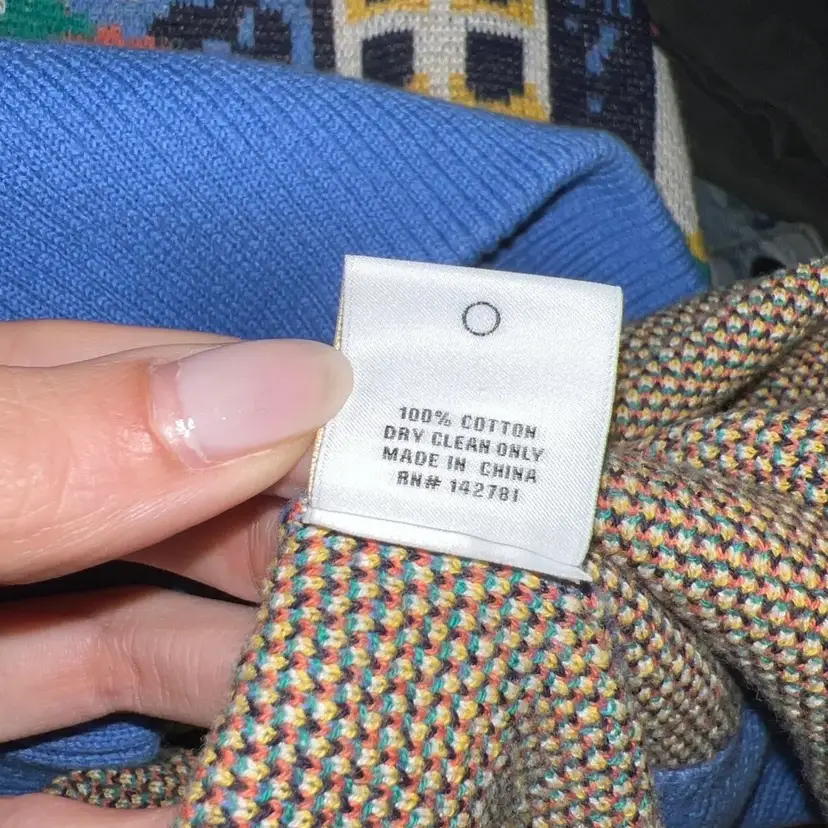 100% COTTON
DRY CLEAN ONLY
MADE IN CHINA
RN# 142781